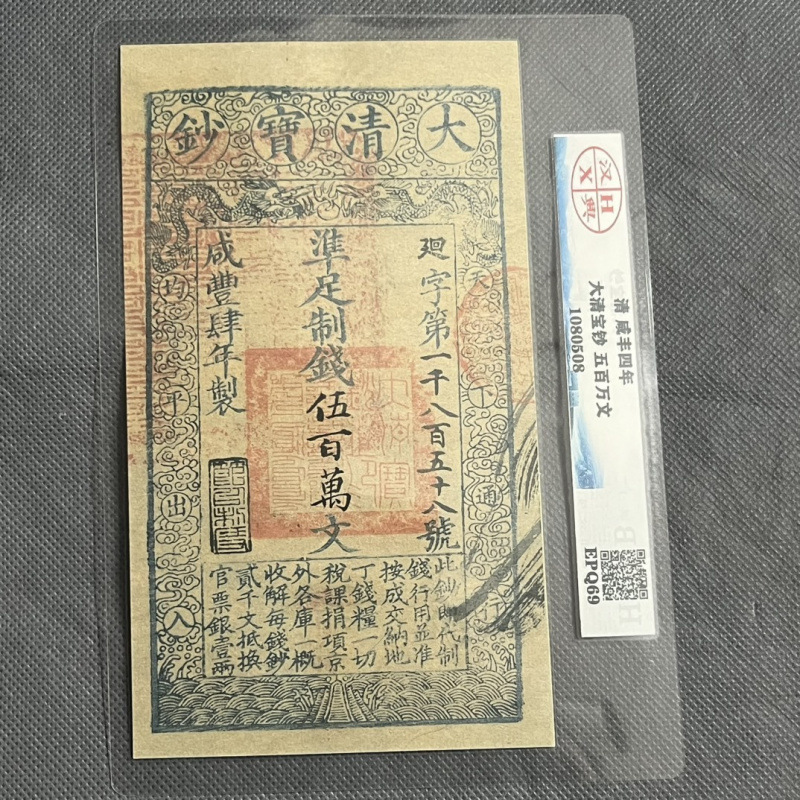 大清寶鈔
天下通行
均平出入
廻字第一千八百五十八號
準足制錢伍百萬文
咸豐肆年製
此鈔即代制
錢行用並准
按成交納地
丁錢糧一切
稅課捐項京
外各庫一概
收解每錢鈔
貳千文抵換
官票銀壹兩
汉H
X興
清 咸丰四年
大清宝钞 五百万文
1080508
EPQ69